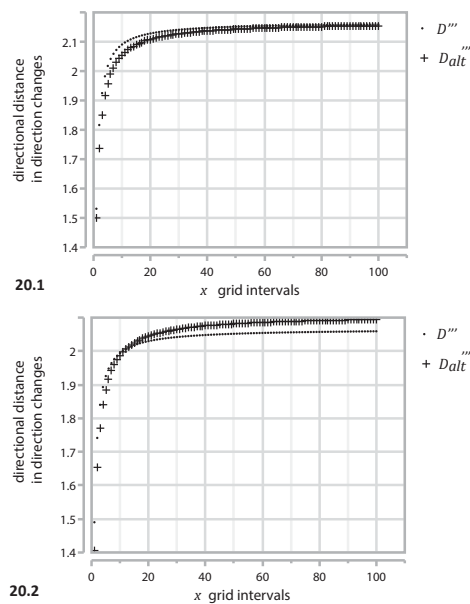 directional distance
in direction changes
2.1
2
1.9
1.8
1.7
1.6
1.5
1.4
0 20 40 60 80 100
x grid intervals
D'''
+ Dalt'''
20.1
directional distance
in direction changes
2
1.9
1.8
1.7
1.6
1.5
1.4
0 20 40 60 80 100
x grid intervals
D'''
+ Dalt'''
20.2